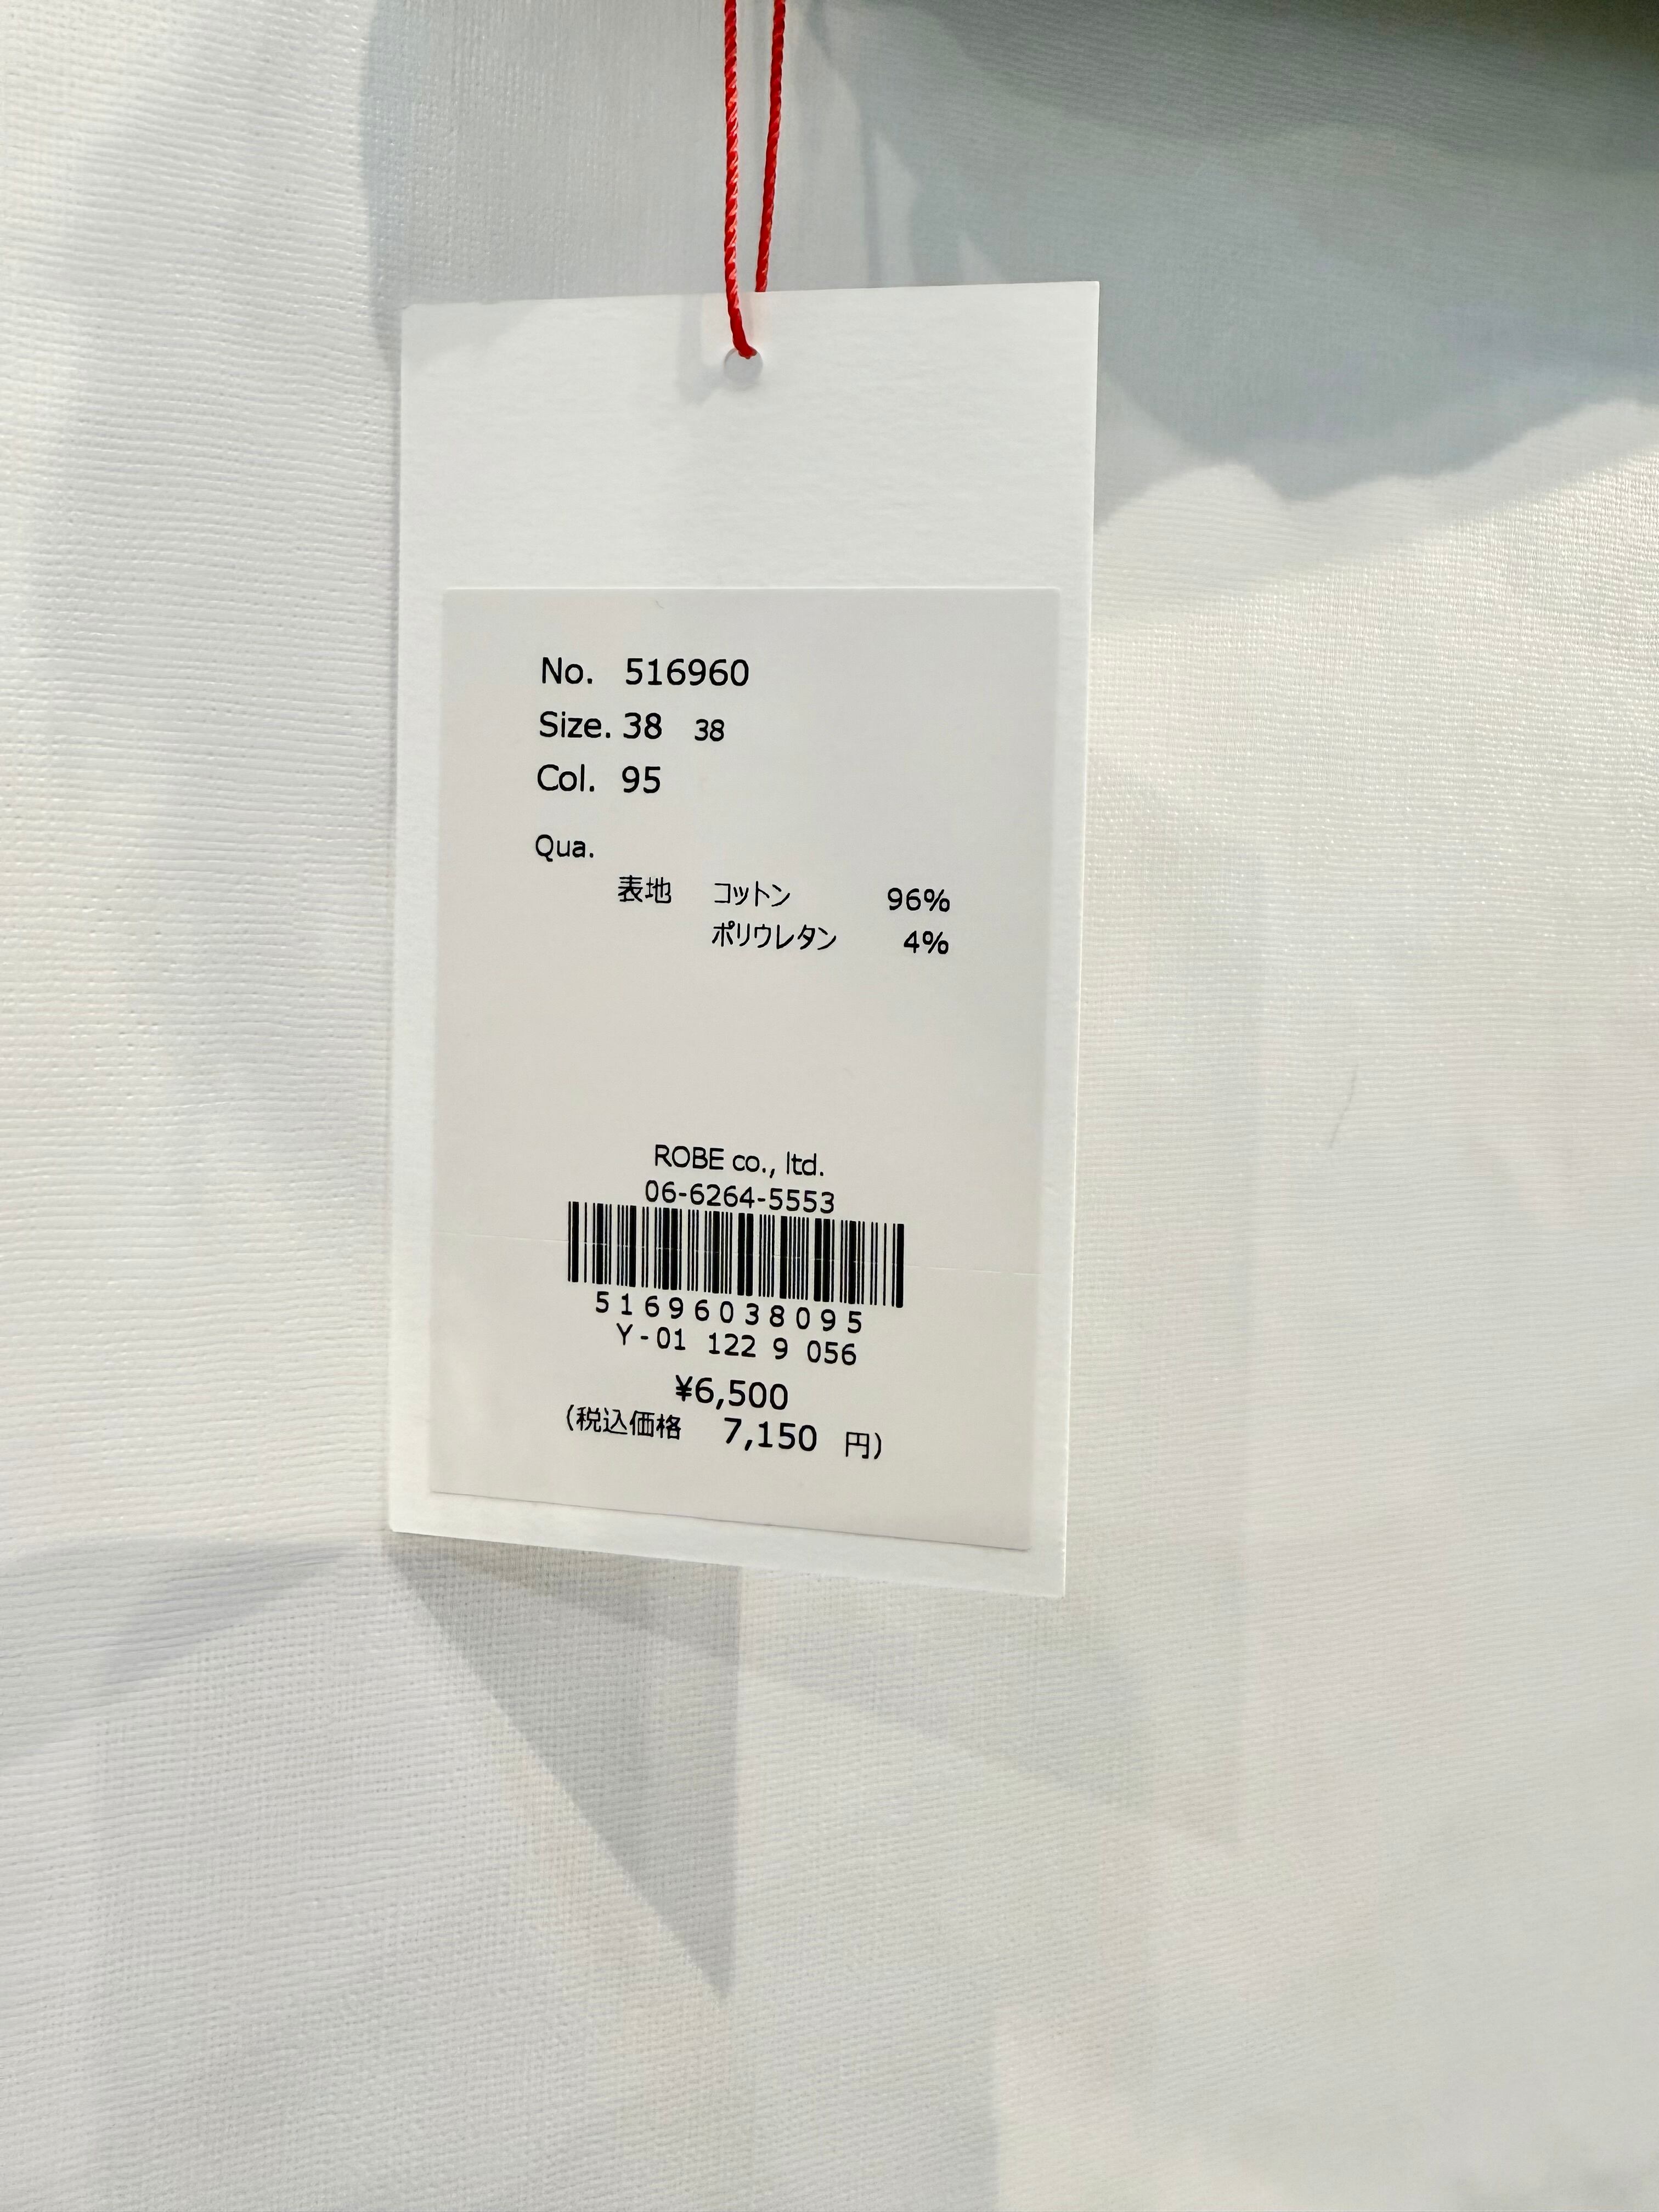 No. 516960
Size. 38 38
Col. 95
Qua.
表地 コットン 96%
ポリウレタン 4%
ROBE co., ltd.
06-6264-5553
51696038095
Y-01 122 9 056
¥6,500
(税込価格 7,150 円)